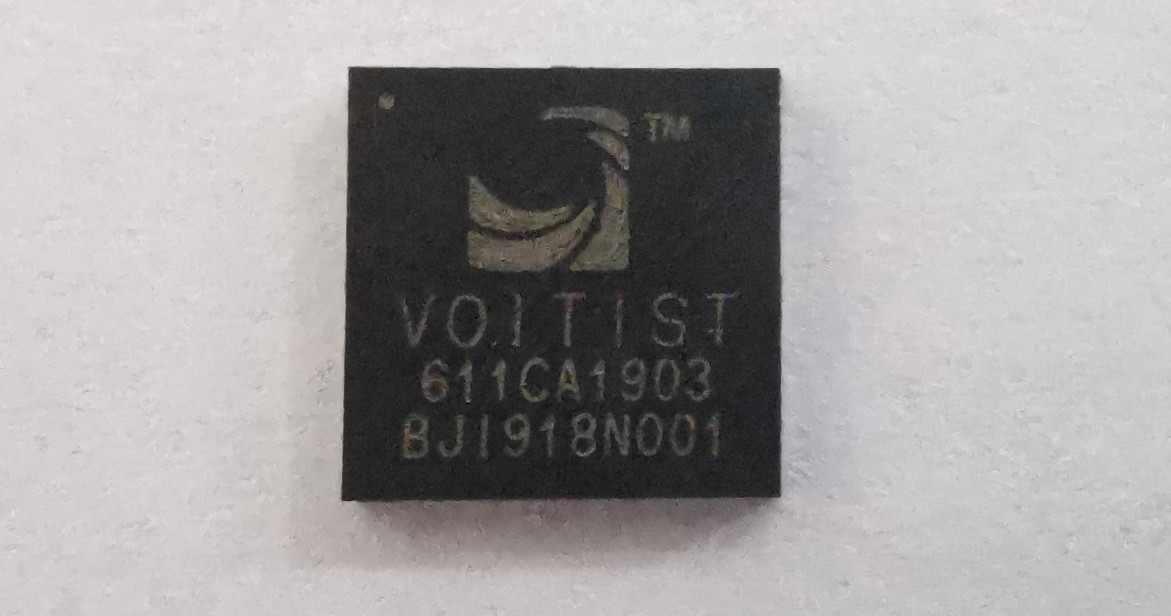 TM
VOITIST
611CA1903
BJ1918N001